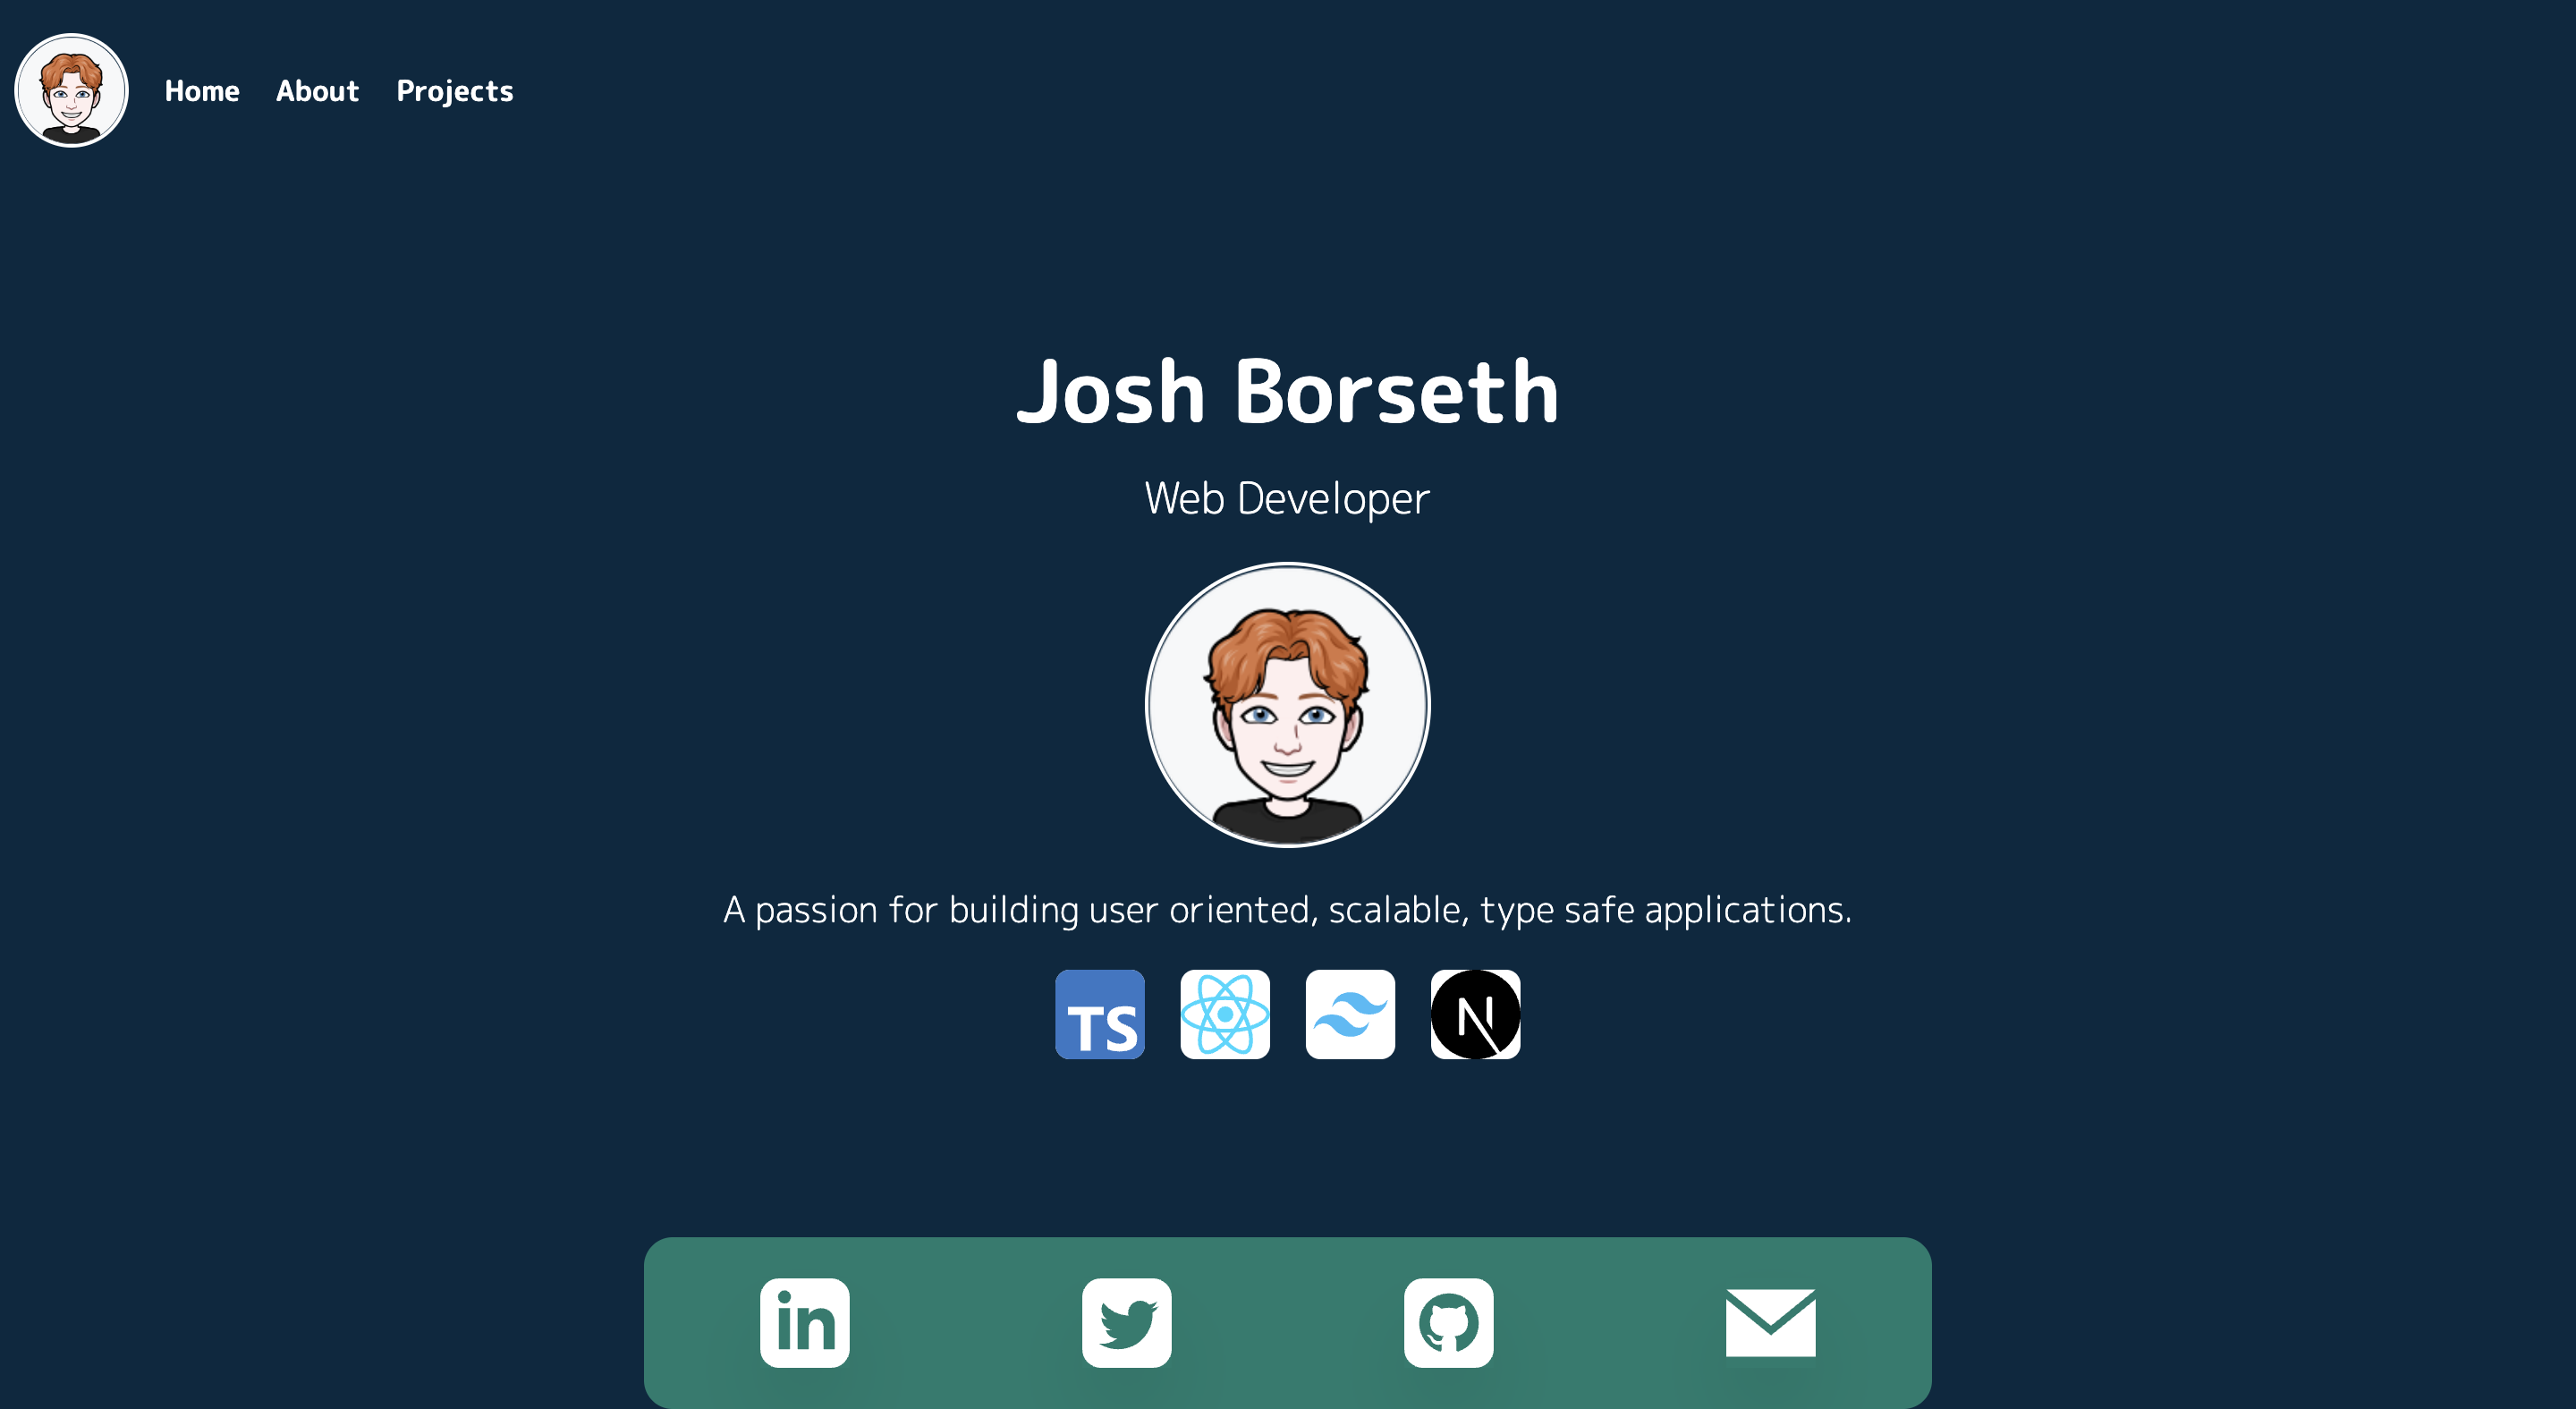 Home About Projects
Josh Borseth
Web Developer
A passion for building user oriented, scalable, type safe applications.
TS N
in